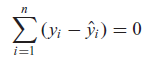 n
∑ (yᵢ − ŷᵢ) = 0
i=1